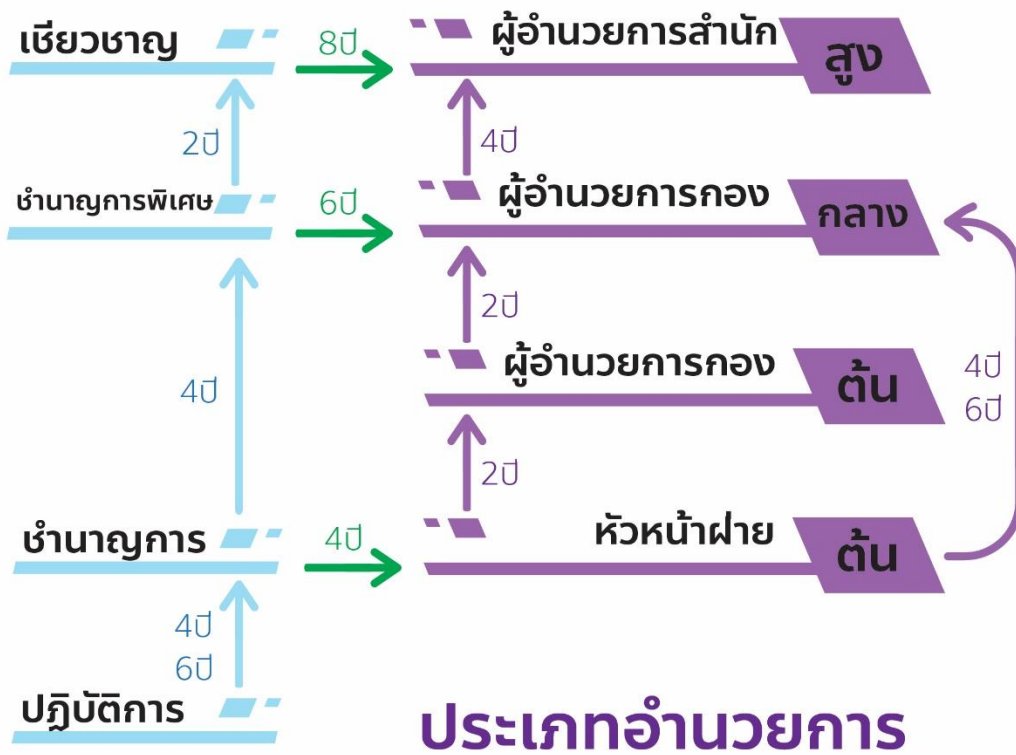 เชียวชาญ
8ปี
ผู้อำนวยการสำนัก
สูง
2ปี
4ปี
ชำนาญการพิเศษ
6ปี
ผู้อำนวยการกอง
กลาง
2ปี
ผู้อำนวยการกอง
ต้น
4ปี
4ปี
6ปี
2ปี
ชำนาญการ
4ปี
หัวหน้าฝ่าย
ต้น
4ปี
6ปี
ปฏิบัติการ
ประเภทอำนวยการ